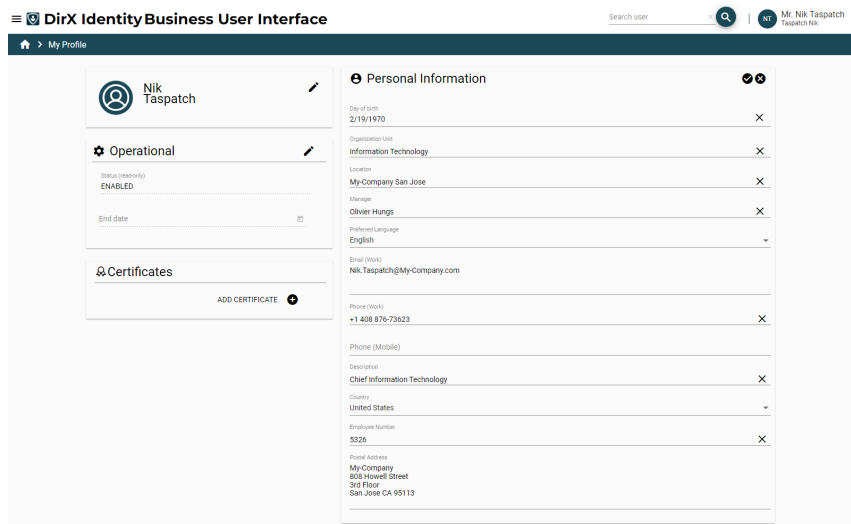 DirX Identity Business User Interface
Search user
NT
Mr. Nik Taspatch
Taspatch Nik
My Profile
Nik
Taspatch
Operational
Status (read-only)
ENABLED
End date
Certificates
ADD CERTIFICATE
Personal Information
Day of birth
2/19/1970
Organization Unit
Information Technology
Location
My-Company San Jose
Manager
Olivier Hungs
Preferred Language
English
Email (Work)
Nik.Taspatch@My-Company.com
Phone (Work)
+1 408 876-73623
Phone (Mobile)
Description
Chief Information Technology
Country
United States
Employee Number
5326
Postal Address
My-Company
808 Howell Street
3rd Floor
San Jose CA 95113